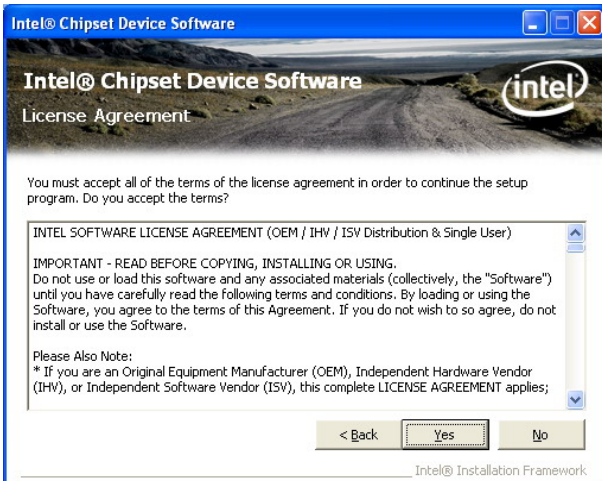 Intel® Chipset Device Software
Intel® Chipset Device Software
intel
License Agreement
You must accept all of the terms of the license agreement in order to continue the setup
program. Do you accept the terms?
INTEL SOFTWARE LICENSE AGREEMENT (OEM / IHV / ISV Distribution & Single User)
IMPORTANT - READ BEFORE COPYING, INSTALLING OR USING.
Do not use or load this software and any associated materials (collectively, the "Software")
until you have carefully read the following terms and conditions. By loading or using the
Software, you agree to the terms of this Agreement. If you do not wish to so agree, do not
install or use the Software.
Please Also Note:
* If you are an Original Equipment Manufacturer (OEM), Independent Hardware Vendor
(IHV), or Independent Software Vendor (ISV), this complete LICENSE AGREEMENT applies;
< Back Yes No
Intel® Installation Framework